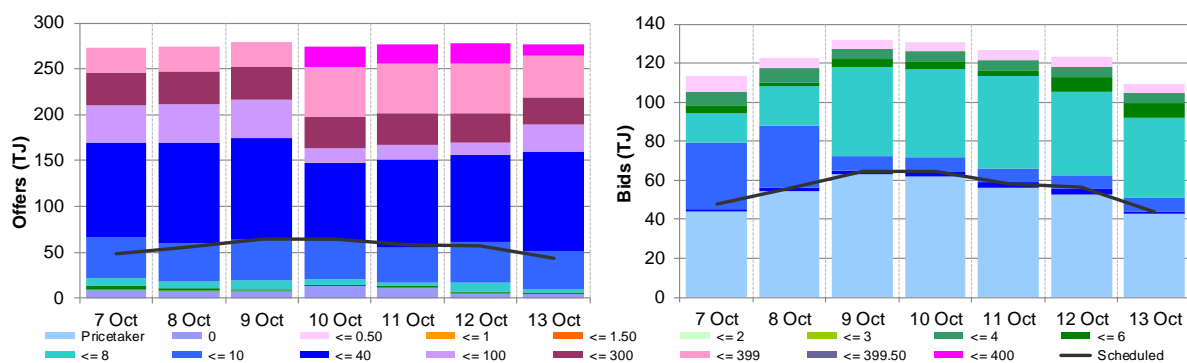 300
250
200
150
100
50
0
Offers (TJ)
7 Oct 8 Oct 9 Oct 10 Oct 11 Oct 12 Oct 13 Oct
140
120
100
80
60
40
20
0
Bids (TJ)
7 Oct 8 Oct 9 Oct 10 Oct 11 Oct 12 Oct 13 Oct
Pricetaker 0 <= 0.50 <= 1 <= 1.50 <= 2 <= 3 <= 4 <= 6
<= 8 <= 10 <= 40 <= 100 <= 300 <= 399 <= 399.50 <= 400 Scheduled